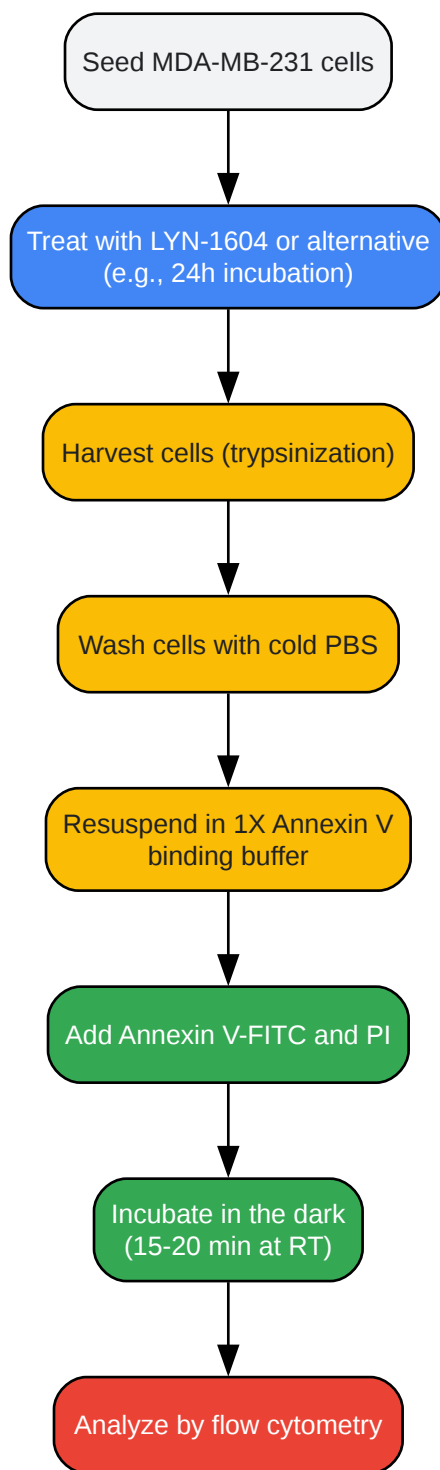 Seed MDA-MB-231 cells
Treat with LYN-1604 or alternative
(e.g., 24h incubation)
Harvest cells (trypsinization)
Wash cells with cold PBS
Resuspend in 1X Annexin V
binding buffer
Add Annexin V-FITC and PI
Incubate in the dark
(15-20 min at RT)
Analyze by flow cytometry